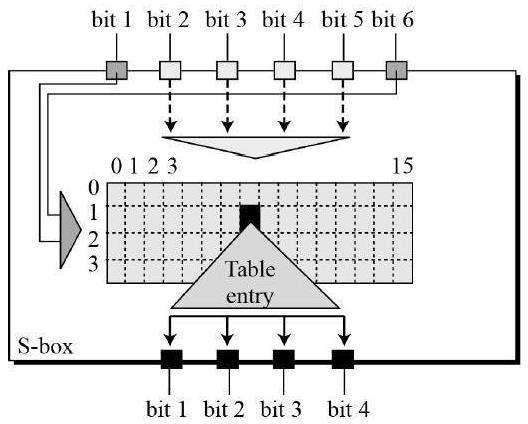 bit 1 bit 2 bit 3 bit 4 bit 5 bit 6
0 1 2 3 15
0
1
2
3
Table
entry
S-box
bit 1 bit 2 bit 3 bit 4